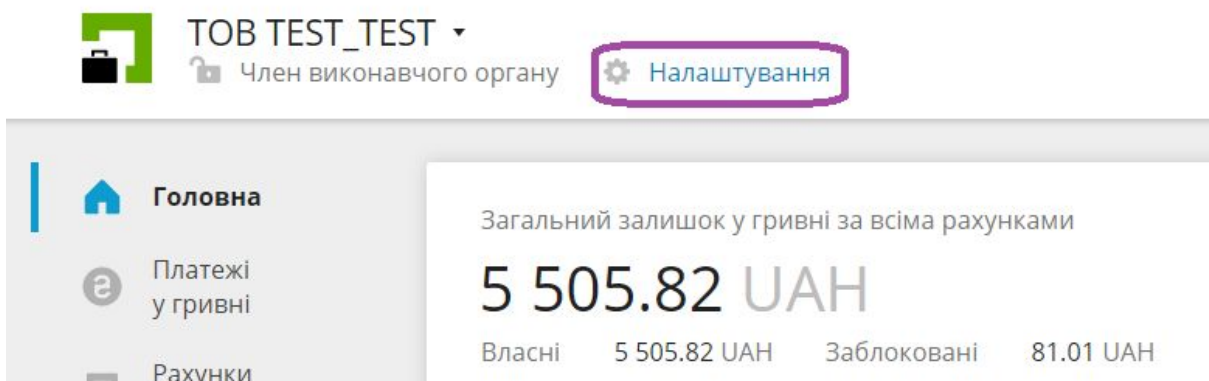 ТОВ TEST_TEST
Член виконавчого органу Налаштування
Головна
Загальний залишок у гривні за всіма рахунками
Платежі
у гривні
5 505.82 UAH
Власні 5 505.82 UAH Заблоковані 81.01 UAH
Рахунки